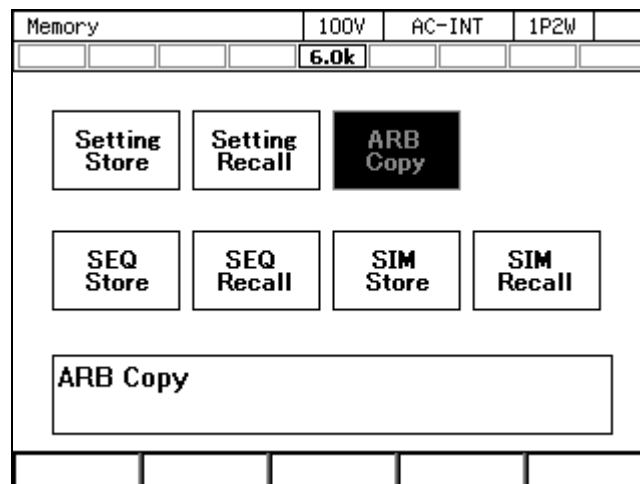 Memory 100V AC-INT 1P2W
6.0k
Setting Setting ARB
Store Recall Copy
SEQ SEQ SIM SIM
Store Recall Store Recall
ARB Copy